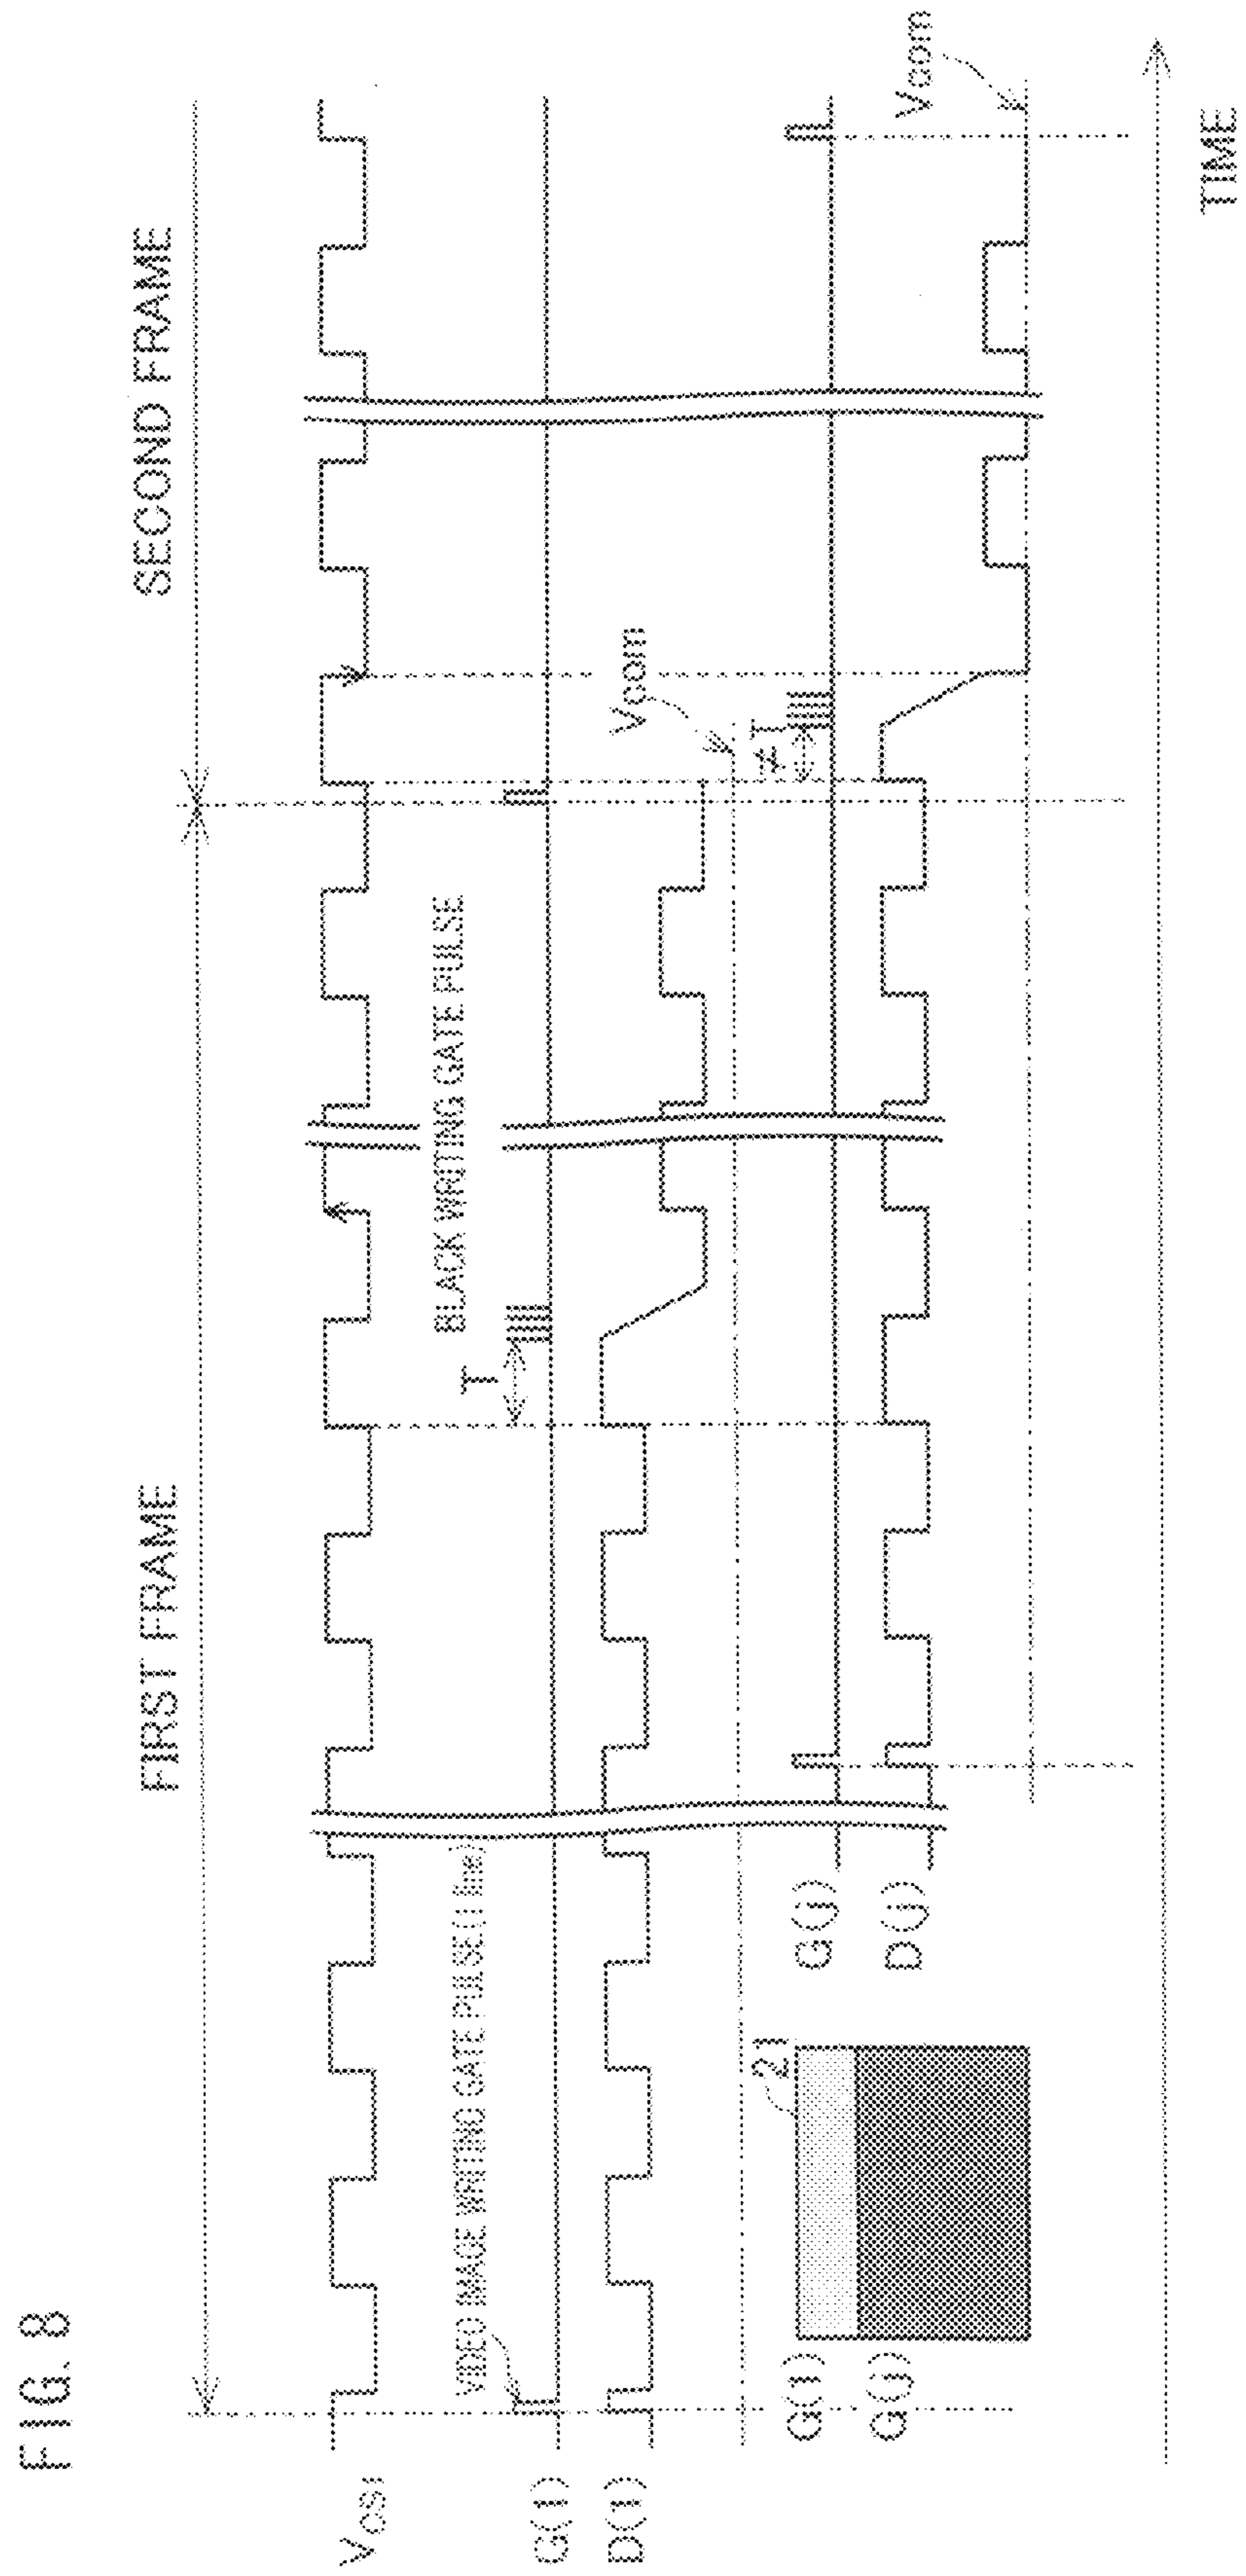 FIG. 8
FIRST FRAME
SECOND FRAME
VCSI
VIDEO IMAGE WRITING GATE PULSE(1 line)
BLACK WRITING GATE PULSE
T
G(1)
D(1)
Vcom
≠T
G(1)
G(j)
21
G(j)
D(j)
Vcom
TIME